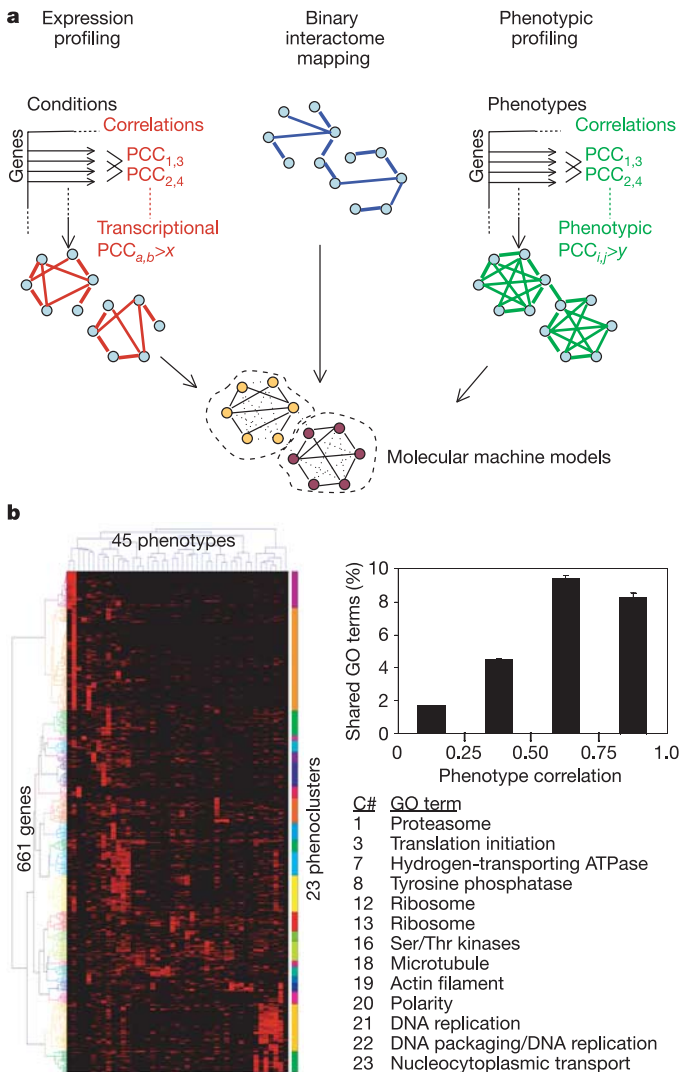 a
Expression
profiling
Binary
interactome
mapping
Phenotypic
profiling
Conditions
Correlations
Genes
PCC1,3
PCC2,4
Transcriptional
PCCa,b>x
Phenotypes
Correlations
Genes
PCC1,3
PCC2,4
Phenotypic
PCCi,j>y
Molecular machine models
b
45 phenotypes
661 genes
23 phenoclusters
Shared GO terms (%)
10
8
6
4
2
0
0 0.25 0.50 0.75 1.0
Phenotype correlation
C# GO term
1 Proteasome
3 Translation initiation
7 Hydrogen-transporting ATPase
8 Tyrosine phosphatase
12 Ribosome
13 Ribosome
16 Ser/Thr kinases
18 Microtubule
19 Actin filament
20 Polarity
21 DNA replication
22 DNA packaging/DNA replication
23 Nucleocytoplasmic transport